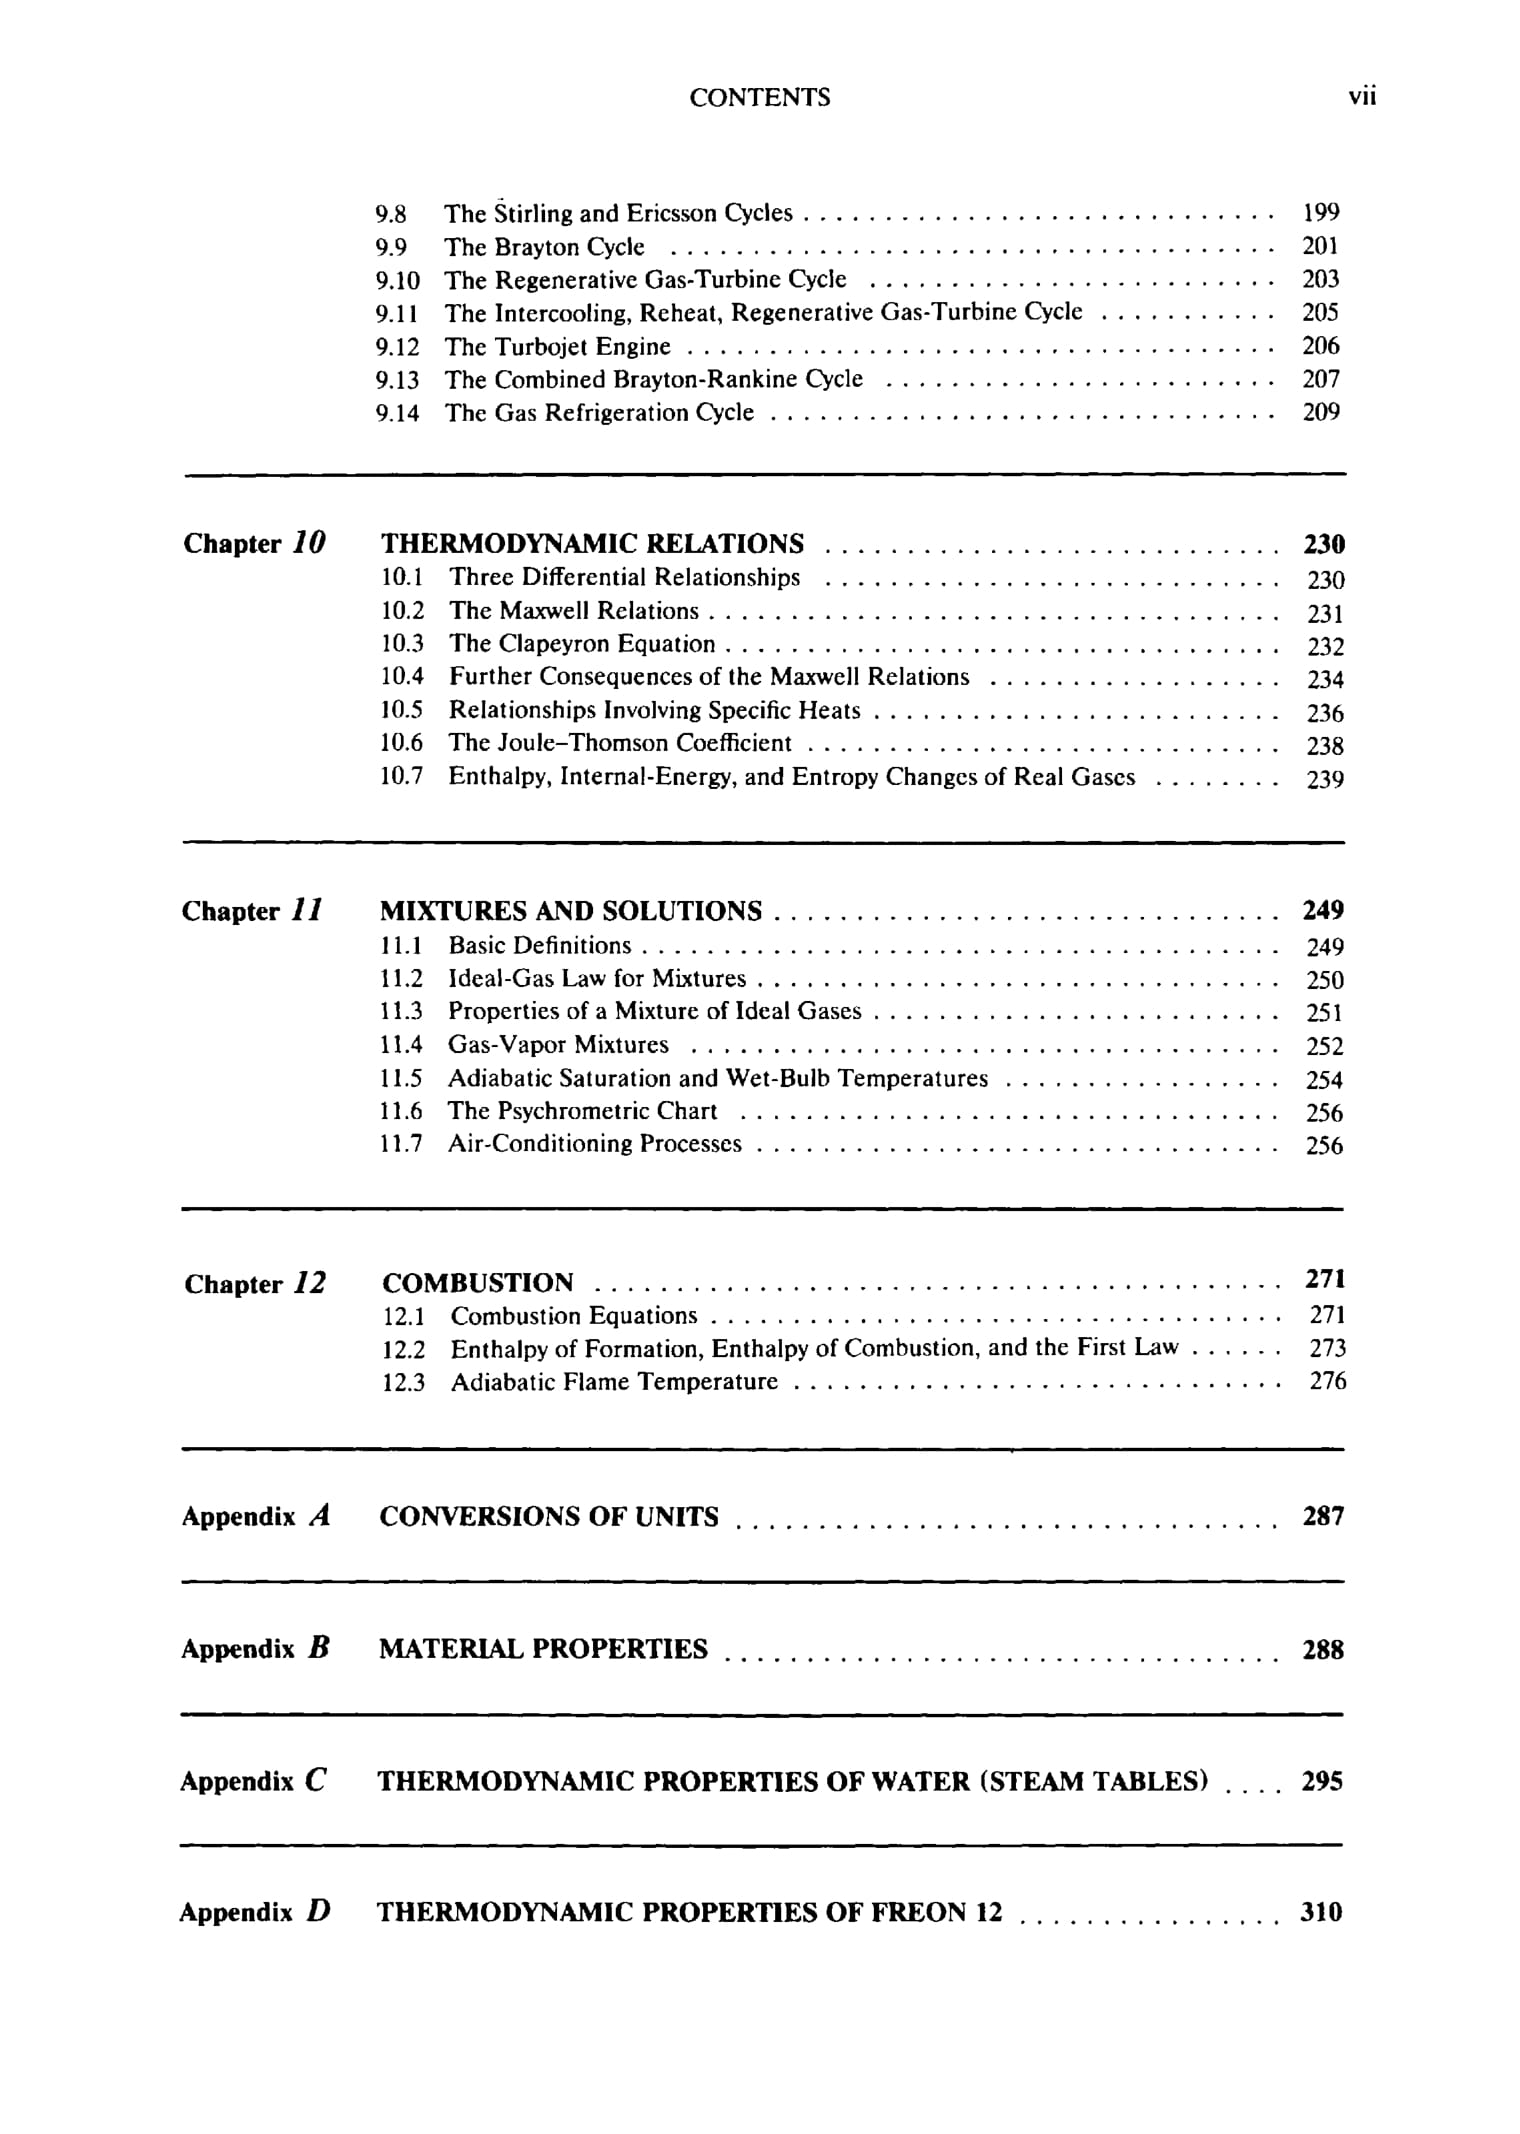 CONTENTS vii
9.8 The Stirling and Ericsson Cycles . . . . . . . . . . . . . . . . . . . . . . . . . . . . . 199
9.9 The Brayton Cycle . . . . . . . . . . . . . . . . . . . . . . . . . . . . . . . . . . . . . 201
9.10 The Regenerative Gas-Turbine Cycle . . . . . . . . . . . . . . . . . . . . . . . . . 203
9.11 The Intercooling, Reheat, Regenerative Gas-Turbine Cycle . . . . . . . . . . . 205
9.12 The Turbojet Engine . . . . . . . . . . . . . . . . . . . . . . . . . . . . . . . . . . . . 206
9.13 The Combined Brayton-Rankine Cycle . . . . . . . . . . . . . . . . . . . . . . . . 207
9.14 The Gas Refrigeration Cycle . . . . . . . . . . . . . . . . . . . . . . . . . . . . . . . 209
Chapter 10 THERMODYNAMIC RELATIONS . . . . . . . . . . . . . . . . . . . . . . . . . . . . 230
10.1 Three Differential Relationships . . . . . . . . . . . . . . . . . . . . . . . . . . . . 230
10.2 The Maxwell Relations . . . . . . . . . . . . . . . . . . . . . . . . . . . . . . . . . . . 231
10.3 The Clapeyron Equation . . . . . . . . . . . . . . . . . . . . . . . . . . . . . . . . . . 232
10.4 Further Consequences of the Maxwell Relations . . . . . . . . . . . . . . . . . . 234
10.5 Relationships Involving Specific Heats . . . . . . . . . . . . . . . . . . . . . . . . . 236
10.6 The Joule–Thomson Coefficient . . . . . . . . . . . . . . . . . . . . . . . . . . . . . 238
10.7 Enthalpy, Internal-Energy, and Entropy Changes of Real Gases . . . . . . . . 239
Chapter 11 MIXTURES AND SOLUTIONS . . . . . . . . . . . . . . . . . . . . . . . . . . . . . . . 249
11.1 Basic Definitions . . . . . . . . . . . . . . . . . . . . . . . . . . . . . . . . . . . . . . . 249
11.2 Ideal-Gas Law for Mixtures . . . . . . . . . . . . . . . . . . . . . . . . . . . . . . . . 250
11.3 Properties of a Mixture of Ideal Gases . . . . . . . . . . . . . . . . . . . . . . . . . 251
11.4 Gas-Vapor Mixtures . . . . . . . . . . . . . . . . . . . . . . . . . . . . . . . . . . . . 252
11.5 Adiabatic Saturation and Wet-Bulb Temperatures . . . . . . . . . . . . . . . . . 254
11.6 The Psychrometric Chart . . . . . . . . . . . . . . . . . . . . . . . . . . . . . . . . . 256
11.7 Air-Conditioning Processes . . . . . . . . . . . . . . . . . . . . . . . . . . . . . . . . 256
Chapter 12 COMBUSTION . . . . . . . . . . . . . . . . . . . . . . . . . . . . . . . . . . . . . . . . . . 271
12.1 Combustion Equations . . . . . . . . . . . . . . . . . . . . . . . . . . . . . . . . . . . 271
12.2 Enthalpy of Formation, Enthalpy of Combustion, and the First Law . . . . . . 273
12.3 Adiabatic Flame Temperature . . . . . . . . . . . . . . . . . . . . . . . . . . . . . . 276
Appendix A CONVERSIONS OF UNITS . . . . . . . . . . . . . . . . . . . . . . . . . . . . . . . . . 287
Appendix B MATERIAL PROPERTIES . . . . . . . . . . . . . . . . . . . . . . . . . . . . . . . . . . 288
Appendix C THERMODYNAMIC PROPERTIES OF WATER (STEAM TABLES) . . . . 295
Appendix D THERMODYNAMIC PROPERTIES OF FREON 12 . . . . . . . . . . . . . . . . 310